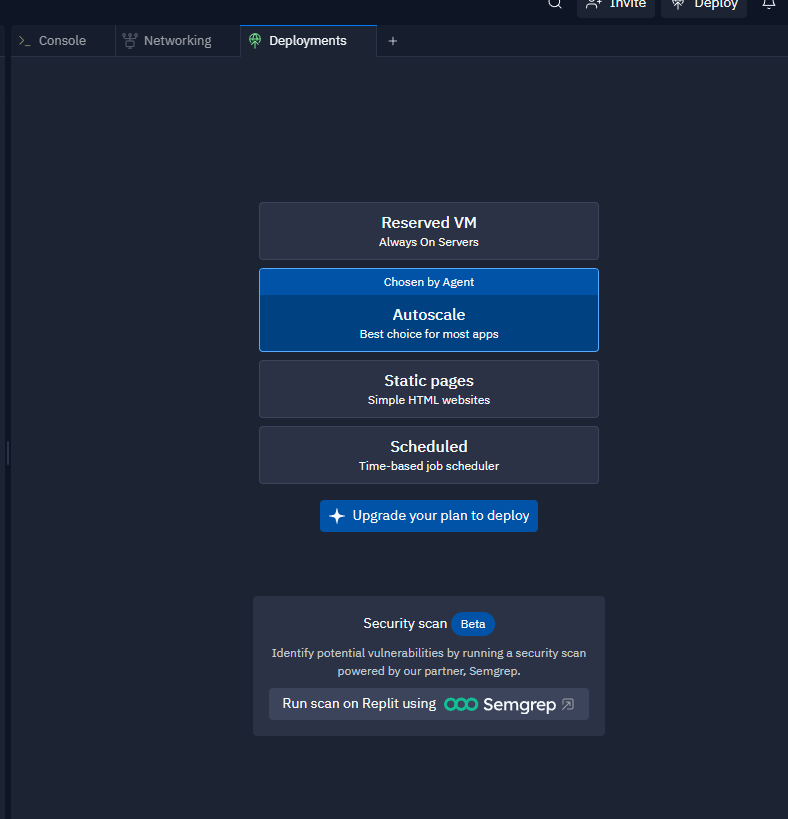 Invite
Deploy
Console
Networking
Deployments
Reserved VM
Always On Servers
Chosen by Agent
Autoscale
Best choice for most apps
Static pages
Simple HTML websites
Scheduled
Time-based job scheduler
Upgrade your plan to deploy
Security scan Beta
Identify potential vulnerabilities by running a security scan
powered by our partner, Semgrep.
Run scan on Replit using Semgrep